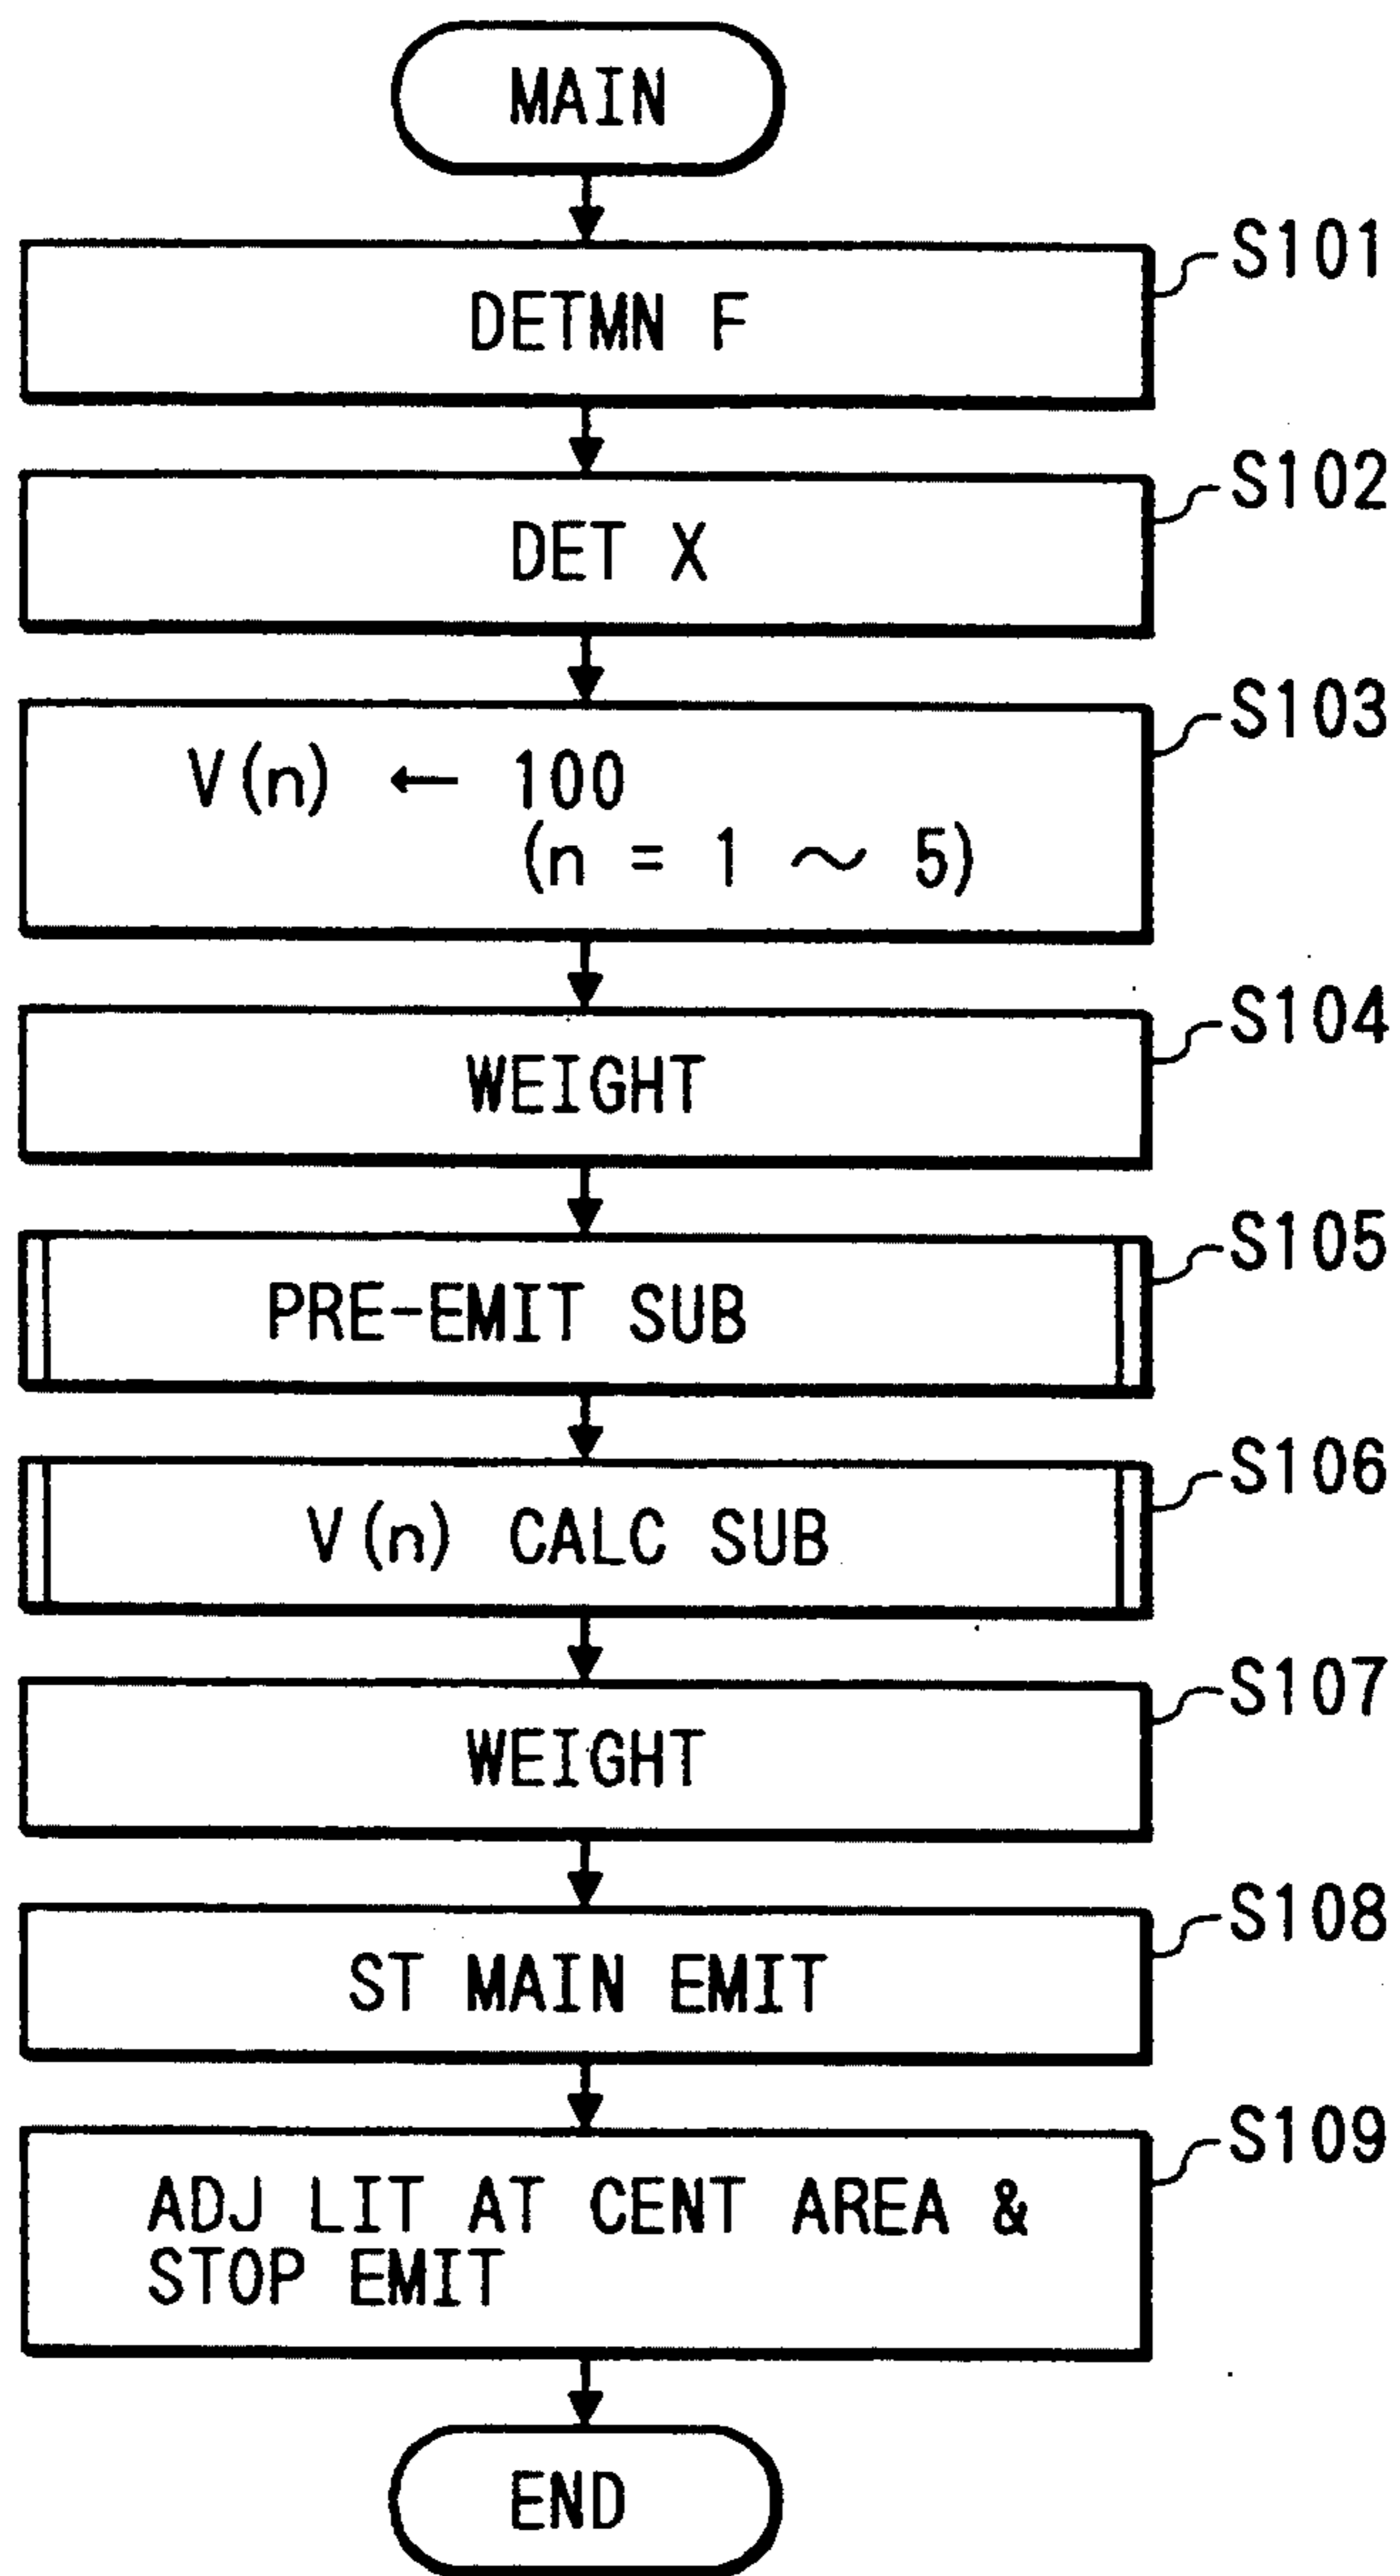 MAIN
DETMN F
S101
DET X
S102
V(n) ← 100
(n = 1 ～ 5)
S103
WEIGHT
S104
PRE-EMIT SUB
S105
V(n) CALC SUB
S106
WEIGHT
S107
ST MAIN EMIT
S108
ADJ LIT AT CENT AREA &
STOP EMIT
S109
END